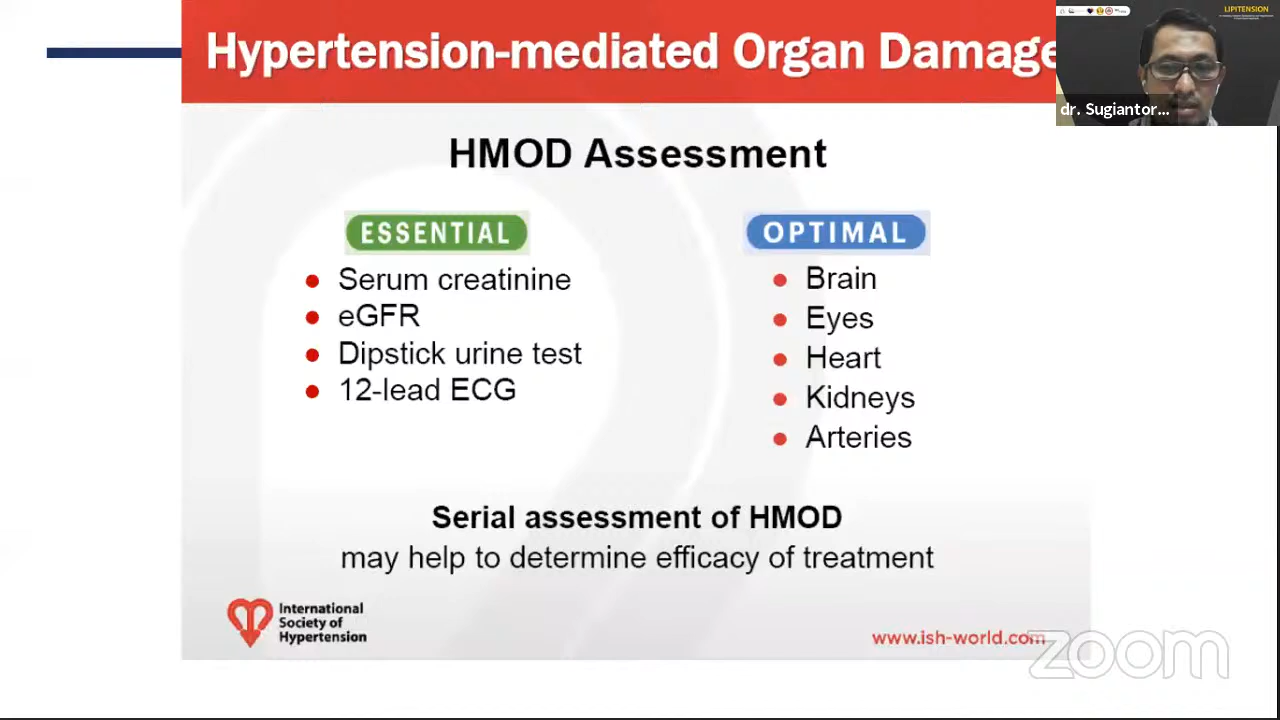 Hypertension-mediated Organ Damage
LIPITENSION
dr. Sugiantor...
HMOD Assessment
ESSENTIAL
Serum creatinine
eGFR
Dipstick urine test
12-lead ECG
OPTIMAL
Brain
Eyes
Heart
Kidneys
Arteries
Serial assessment of HMOD
may help to determine efficacy of treatment
International
Society of
Hypertension
www.ish-world.com
zoom